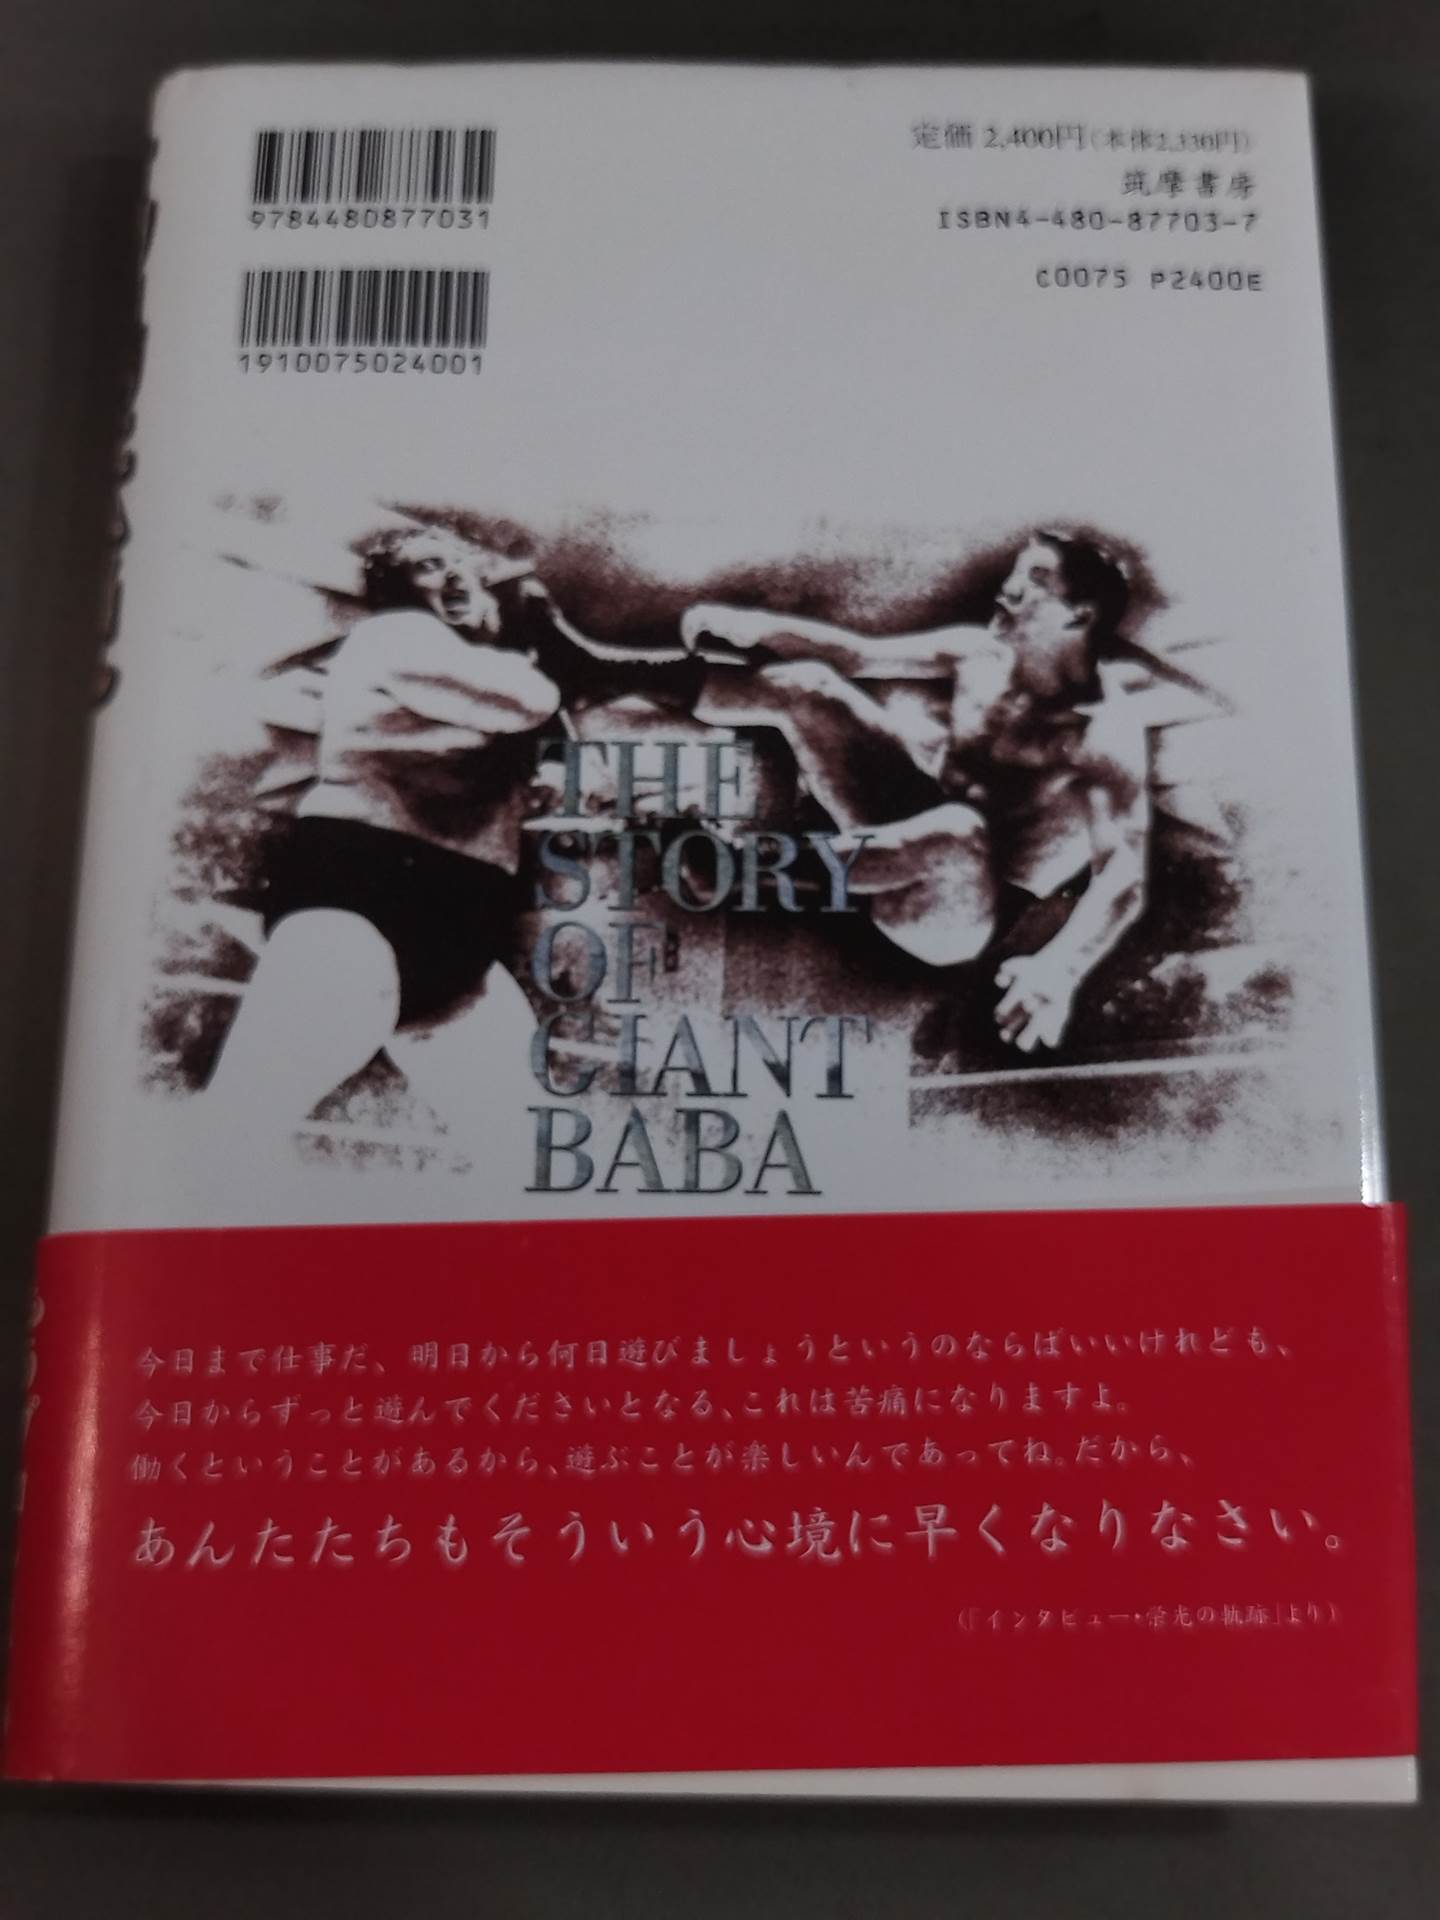 9784480877031
1910075024001
定価 2,400円（本体2,330円）
筑摩書房
ISBN4-480-87703-7
C0075 P2400E
THE
STORY
OF
GIANT
BABA
今日まで仕事だ、明日から何日遊びましょうというのならばいいけれども、
今日からずっと遊んでくださいとなる、これは苦痛になりますよ。
働くということがあるから、遊ぶことが楽しいんであってね。だから、
あんたたちもそういう心境に早くなりなさい。
（「インタビュー・栄光の軌跡」より）